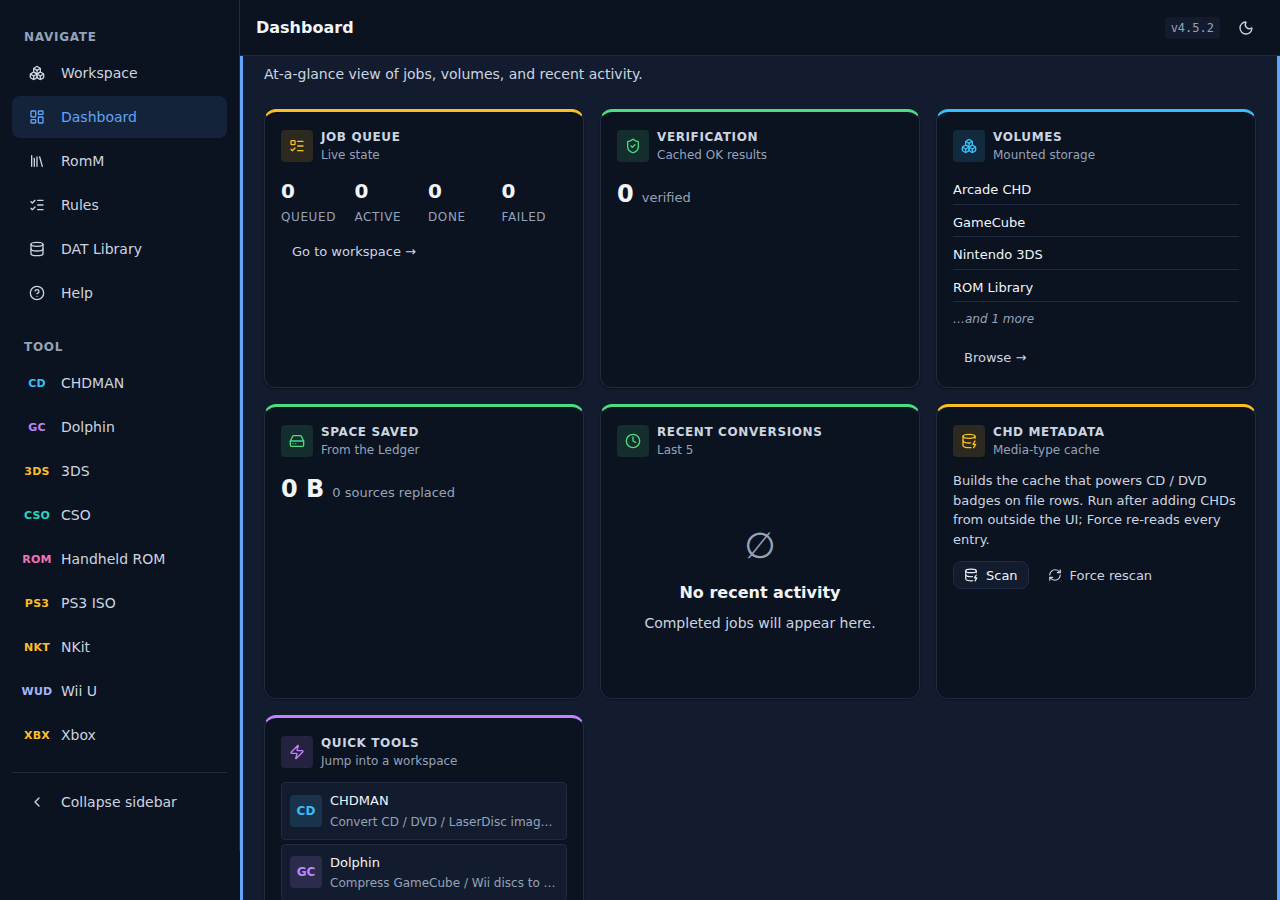 NAVIGATE
Workspace
Dashboard
RomM
Rules
DAT Library
Help
TOOL
CD CHDMAN
GC Dolphin
3DS 3DS
CSO CSO
ROM Handheld ROM
PS3 PS3 ISO
NKT NKit
WUD Wii U
XBX Xbox
Collapse sidebar
Dashboard
v4.5.2
At-a-glance view of jobs, volumes, and recent activity.
JOB QUEUE
Live state
0 0 0 0
QUEUED ACTIVE DONE FAILED
Go to workspace →
VERIFICATION
Cached OK results
0 verified
VOLUMES
Mounted storage
Arcade CHD
GameCube
Nintendo 3DS
ROM Library
…and 1 more
Browse →
SPACE SAVED
From the Ledger
0 B 0 sources replaced
RECENT CONVERSIONS
Last 5
∅
No recent activity
Completed jobs will appear here.
CHD METADATA
Media-type cache
Builds the cache that powers CD / DVD
badges on file rows. Run after adding CHDs
from outside the UI; Force re-reads every
entry.
Scan Force rescan
QUICK TOOLS
Jump into a workspace
CD CHDMAN
Convert CD / DVD / LaserDisc imag…
GC Dolphin
Compress GameCube / Wii discs to …